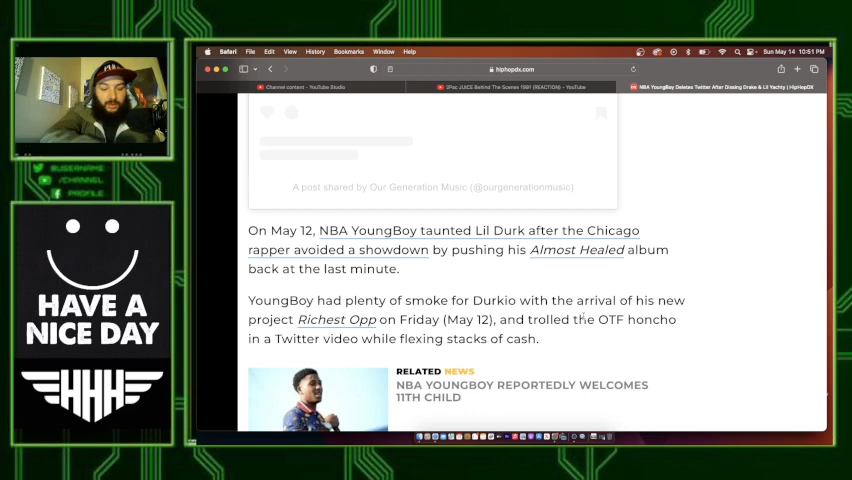 Safari File Edit View History Bookmarks Window Help
Sun May 14 10:51 PM
hiphopdx.com
Channel content - YouTube Studio
2Pac JUICE Behind The Scenes 1991 (REACTION) - YouTube
NBA YoungBoy Deletes Twitter After Dissing Drake & Lil Yachty | HipHopDX
A post shared by Our Generation Music (@ourgenerationmusic)
On May 12, NBA YoungBoy taunted Lil Durk after the Chicago
rapper avoided a showdown by pushing his Almost Healed album
back at the last minute.
YoungBoy had plenty of smoke for Durkio with the arrival of his new
project Richest Opp on Friday (May 12), and trolled the OTF honcho
in a Twitter video while flexing stacks of cash.
RELATED NEWS
NBA YOUNGBOY REPORTEDLY WELCOMES
11TH CHILD
@USERNAME
/CHANNEL
PROFILE
HAVE A
NICE DAY
HHH